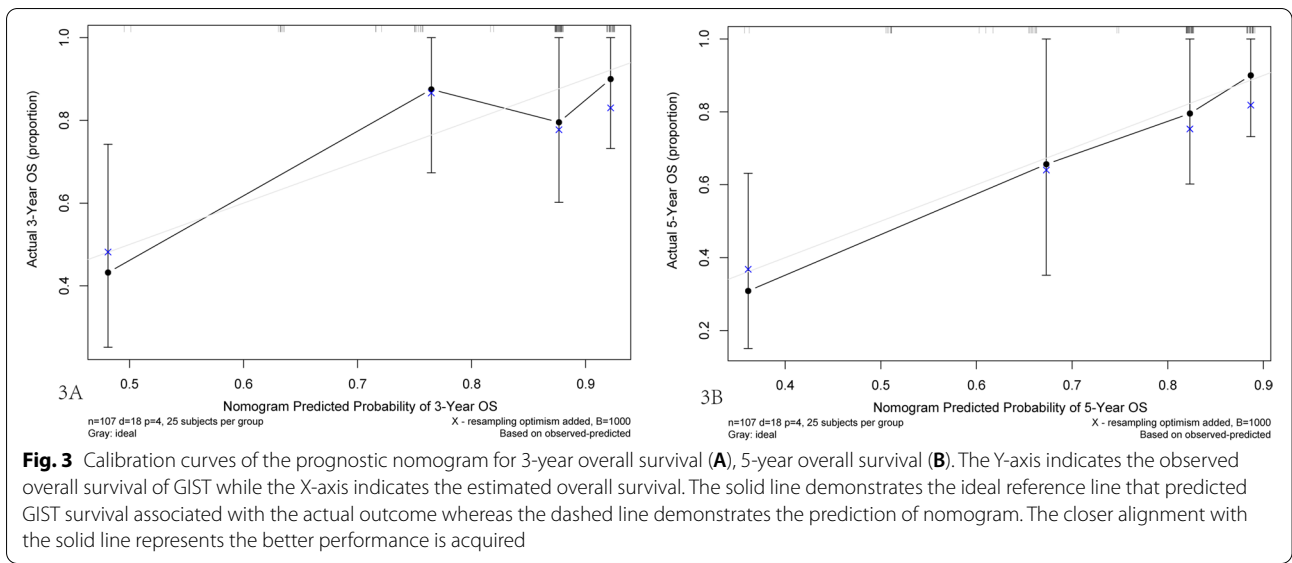 1.0
0.8
0.6
0.4
Actual 3-Year OS (proportion)
0.5 0.6 0.7 0.8 0.9
3A
Nomogram Predicted Probability of 3-Year OS
n=107 d=18 p=4, 25 subjects per group
Gray: ideal
X - resampling optimism added, B=1000
Based on observed-predicted
1.0
0.8
0.6
0.4
0.2
Actual 5-Year OS (proportion)
0.4 0.5 0.6 0.7 0.8 0.9
3B
Nomogram Predicted Probability of 5-Year OS
n=107 d=18 p=4, 25 subjects per group
Gray: ideal
X - resampling optimism added, B=1000
Based on observed-predicted
Fig. 3 Calibration curves of the prognostic nomogram for 3-year overall survival (A), 5-year overall survival (B). The Y-axis indicates the observed
overall survival of GIST while the X-axis indicates the estimated overall survival. The solid line demonstrates the ideal reference line that predicted
GIST survival associated with the actual outcome whereas the dashed line demonstrates the prediction of nomogram. The closer alignment with
the solid line represents the better performance is acquired